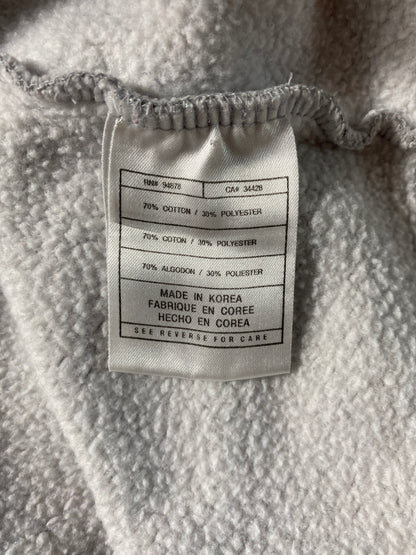 RN# 94878 CA# 34428
70% COTTON / 30% POLYESTER
70% COTON / 30% POLYESTER
70% ALGODON / 30% POLIESTER
MADE IN KOREA
FABRIQUE EN COREE
HECHO EN COREA
SEE REVERSE FOR CARE